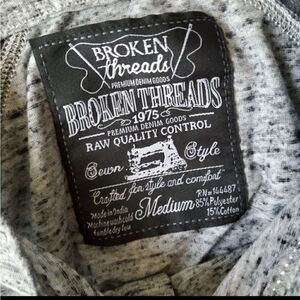 BROKEN
threads
PREMIUM DENIM GOODS
BROKEN THREADS
1975
PREMIUM DENIM GOODS
RAW QUALITY CONTROL
Sewn Style
Crafted for style and comfort
Made in India
Machine wash cold
tumble dry low
Medium
RN# 144487
85% Polyester
15% Cotton